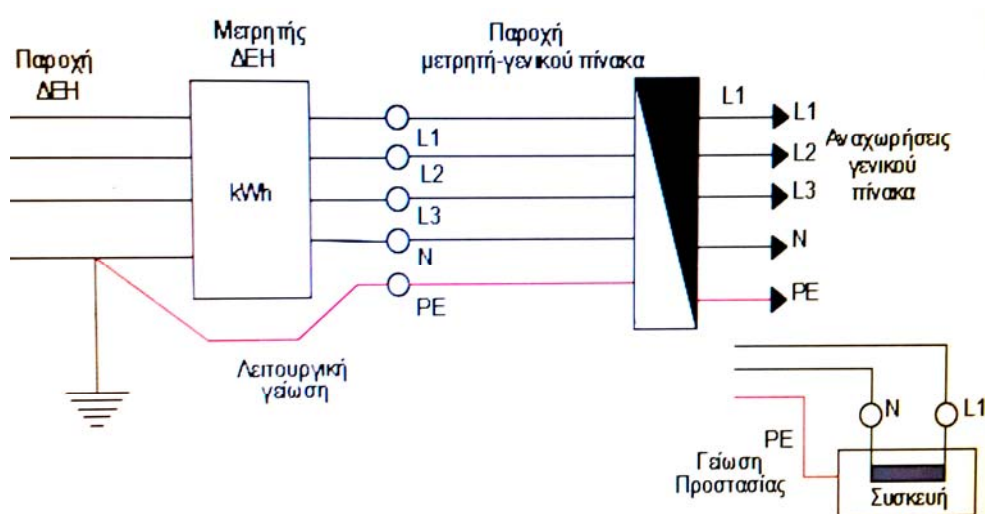 Παροχή
ΔΕΗ
Μετρητής
ΔΕΗ
Παροχή
μετρητή-γενικού πίνακα
kWh
L1
L2
L3
N
PE
L1
L1
L2
L3
N
PE
Αναχωρήσεις
γενικού
πίνακα
Λειτουργική
γείωση
N
L1
PE
Γείωση
Προστασίας
Συσκευή